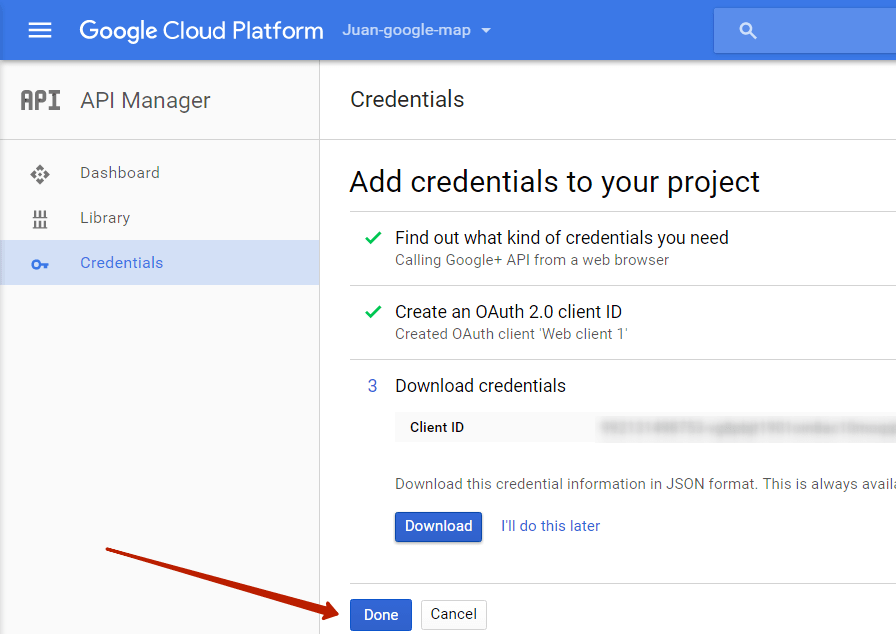 Google Cloud Platform Juan-google-map
API API Manager
Credentials
Dashboard
Library
Credentials
Add credentials to your project
Find out what kind of credentials you need
Calling Google+ API from a web browser
Create an OAuth 2.0 client ID
Created OAuth client 'Web client 1'
3 Download credentials
Client ID
Download this credential information in JSON format. This is always
Download I'll do this later
Done Cancel